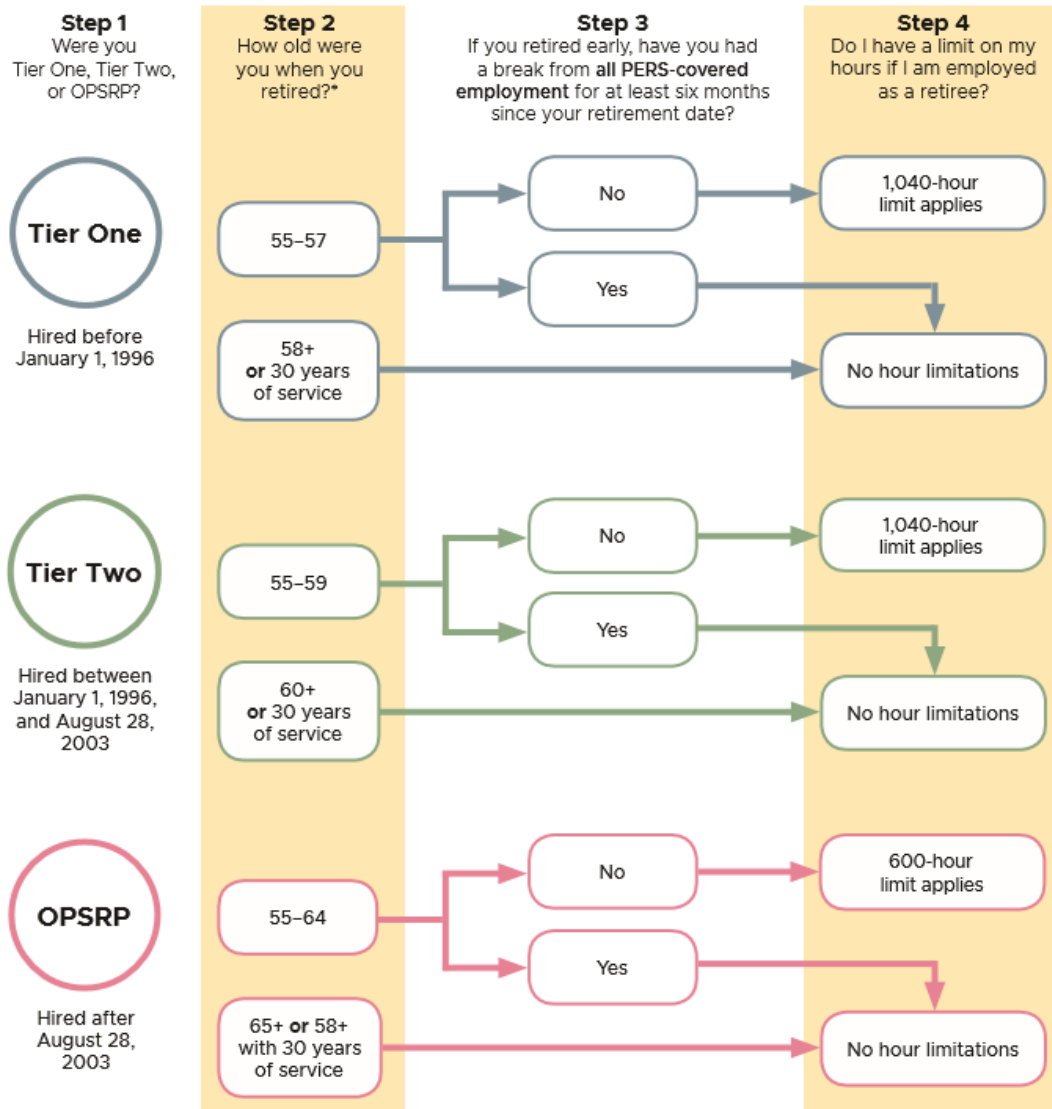 Step 1
Were you
Tier One, Tier Two,
or OPSRP?
Step 2
How old were
you when you
retired?*
Step 3
If you retired early, have you had
a break from all PERS-covered
employment for at least six months
since your retirement date?
Step 4
Do I have a limit on my
hours if I am employed
as a retiree?
Tier One
Hired before
January 1, 1996
55–57
No
1,040-hour
limit applies
Yes
58+
or 30 years
of service
No hour limitations
Tier Two
Hired between
January 1, 1996,
and August 28,
2003
55–59
No
1,040-hour
limit applies
Yes
60+
or 30 years
of service
No hour limitations
OPSRP
Hired after
August 28,
2003
55–64
No
600-hour
limit applies
Yes
65+ or 58+
with 30 years
of service
No hour limitations